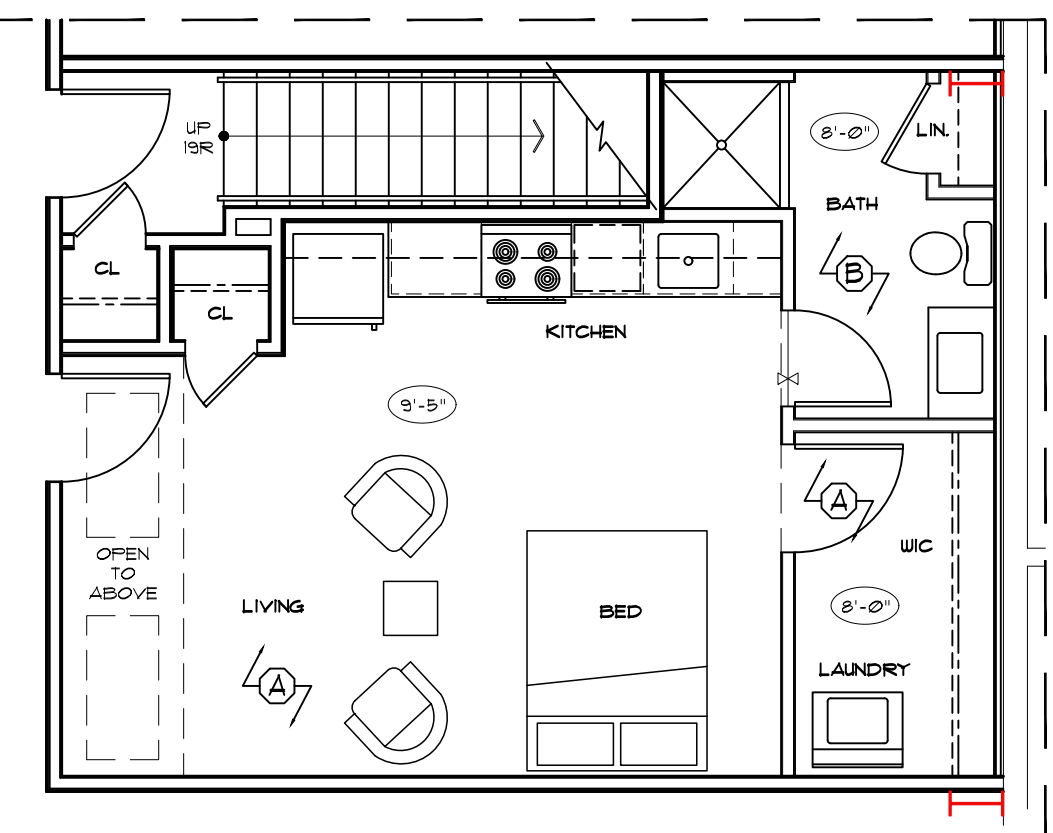 UP
19R
8'-0"
LIN.
BATH
B
CL
CL
KITCHEN
9'-5"
A
OPEN
TO
ABOVE
WIC
LIVING
BED
8'-0"
A
LAUNDRY